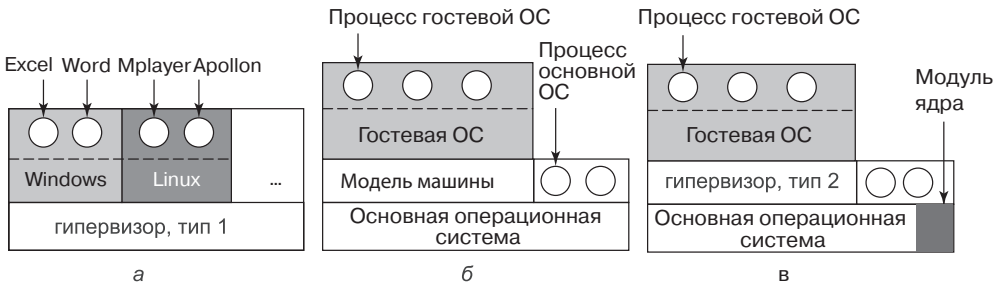 Excel Word Mplayer Apollon
Windows
Linux
...
гипервизор, тип 1
а
Процесс гостевой ОС
Процесс
основной
ОС
Гостевая ОС
Модель машины
Основная операционная
система
б
Процесс гостевой ОС
Модуль
ядра
Гостевая ОС
гипервизор, тип 2
Основная операционная
система
в